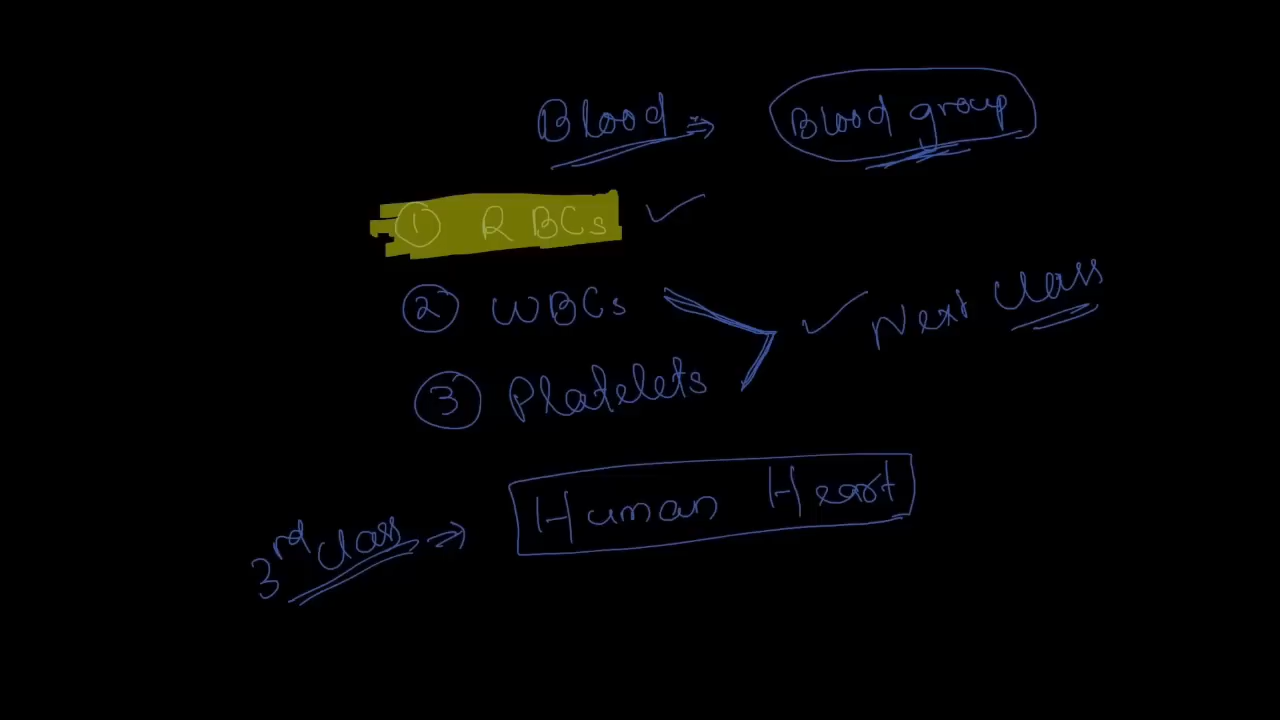 Blood ⇒ Blood group
① RBCs ✓
② WBCs
✓ Next class
③ Platelets
3rd class ⇒ Human Heart